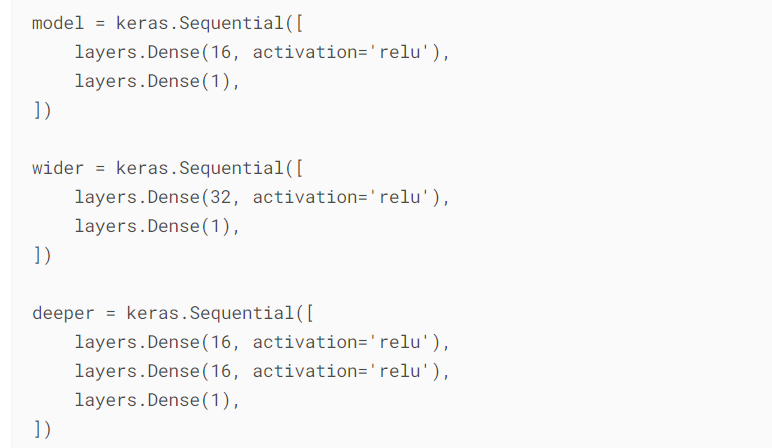 model = keras.Sequential([
    layers.Dense(16, activation='relu'),
    layers.Dense(1),
])

wider = keras.Sequential([
    layers.Dense(32, activation='relu'),
    layers.Dense(1),
])

deeper = keras.Sequential([
    layers.Dense(16, activation='relu'),
    layers.Dense(16, activation='relu'),
    layers.Dense(1),
])